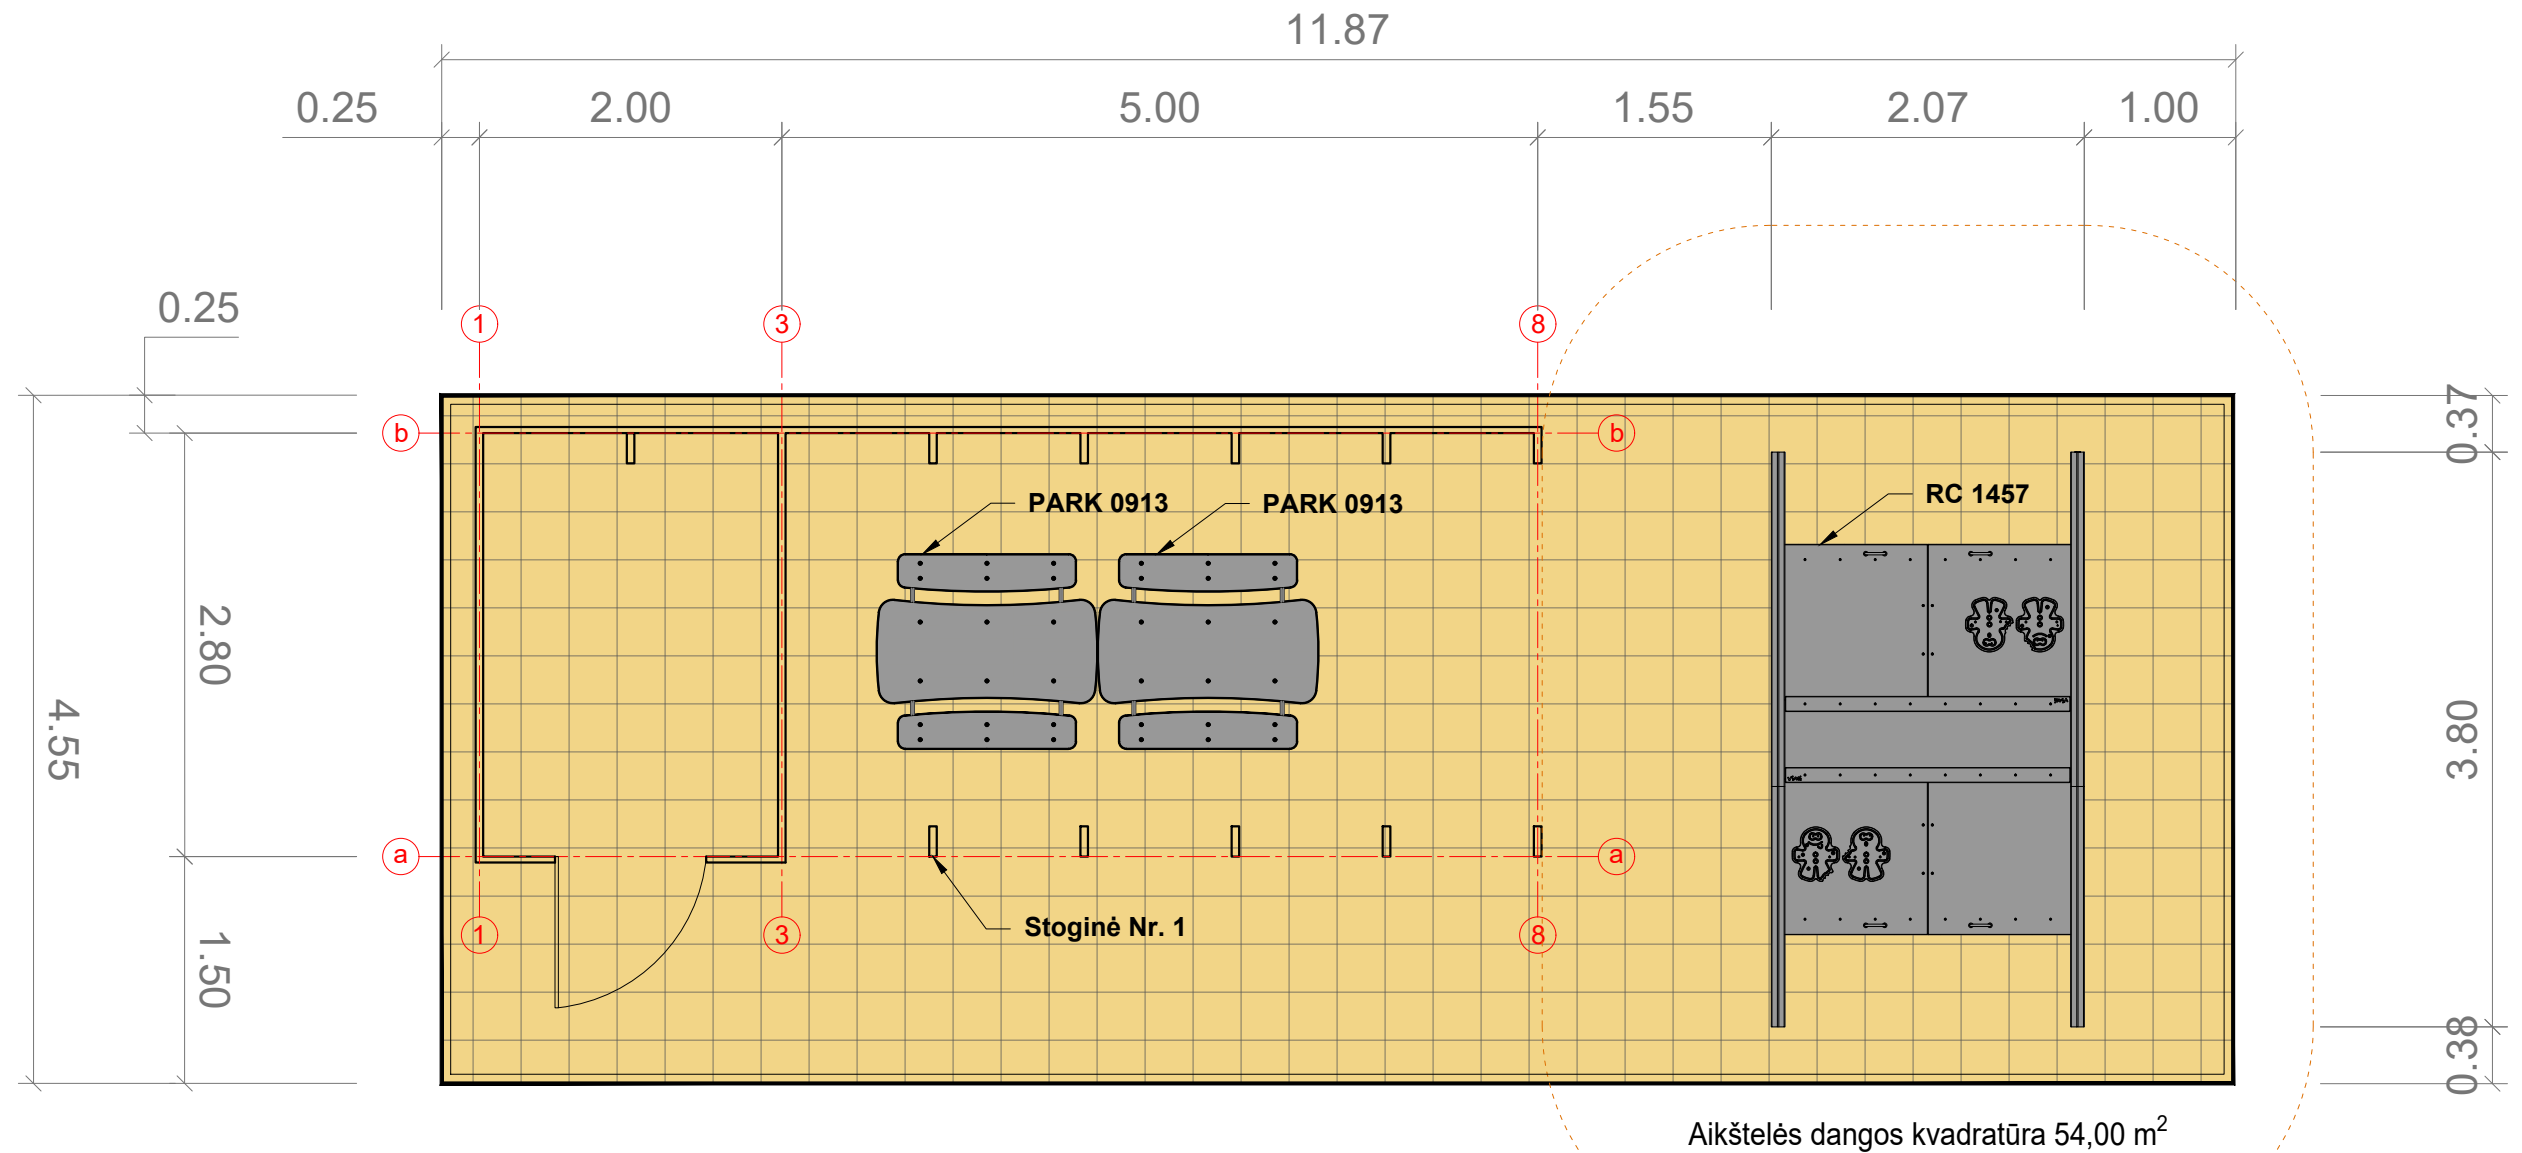 11.87
0.25 2.00 5.00 1.55 2.07 1.00
0.25
1 3 8
b b
0.37
PARK 0913 PARK 0913 RC 1457
2.80
4.55
3.80
a a
Stoginė Nr. 1
1 3 8
1.50
0.38
Aikštelės dangos kvadratūra 54,00 m²